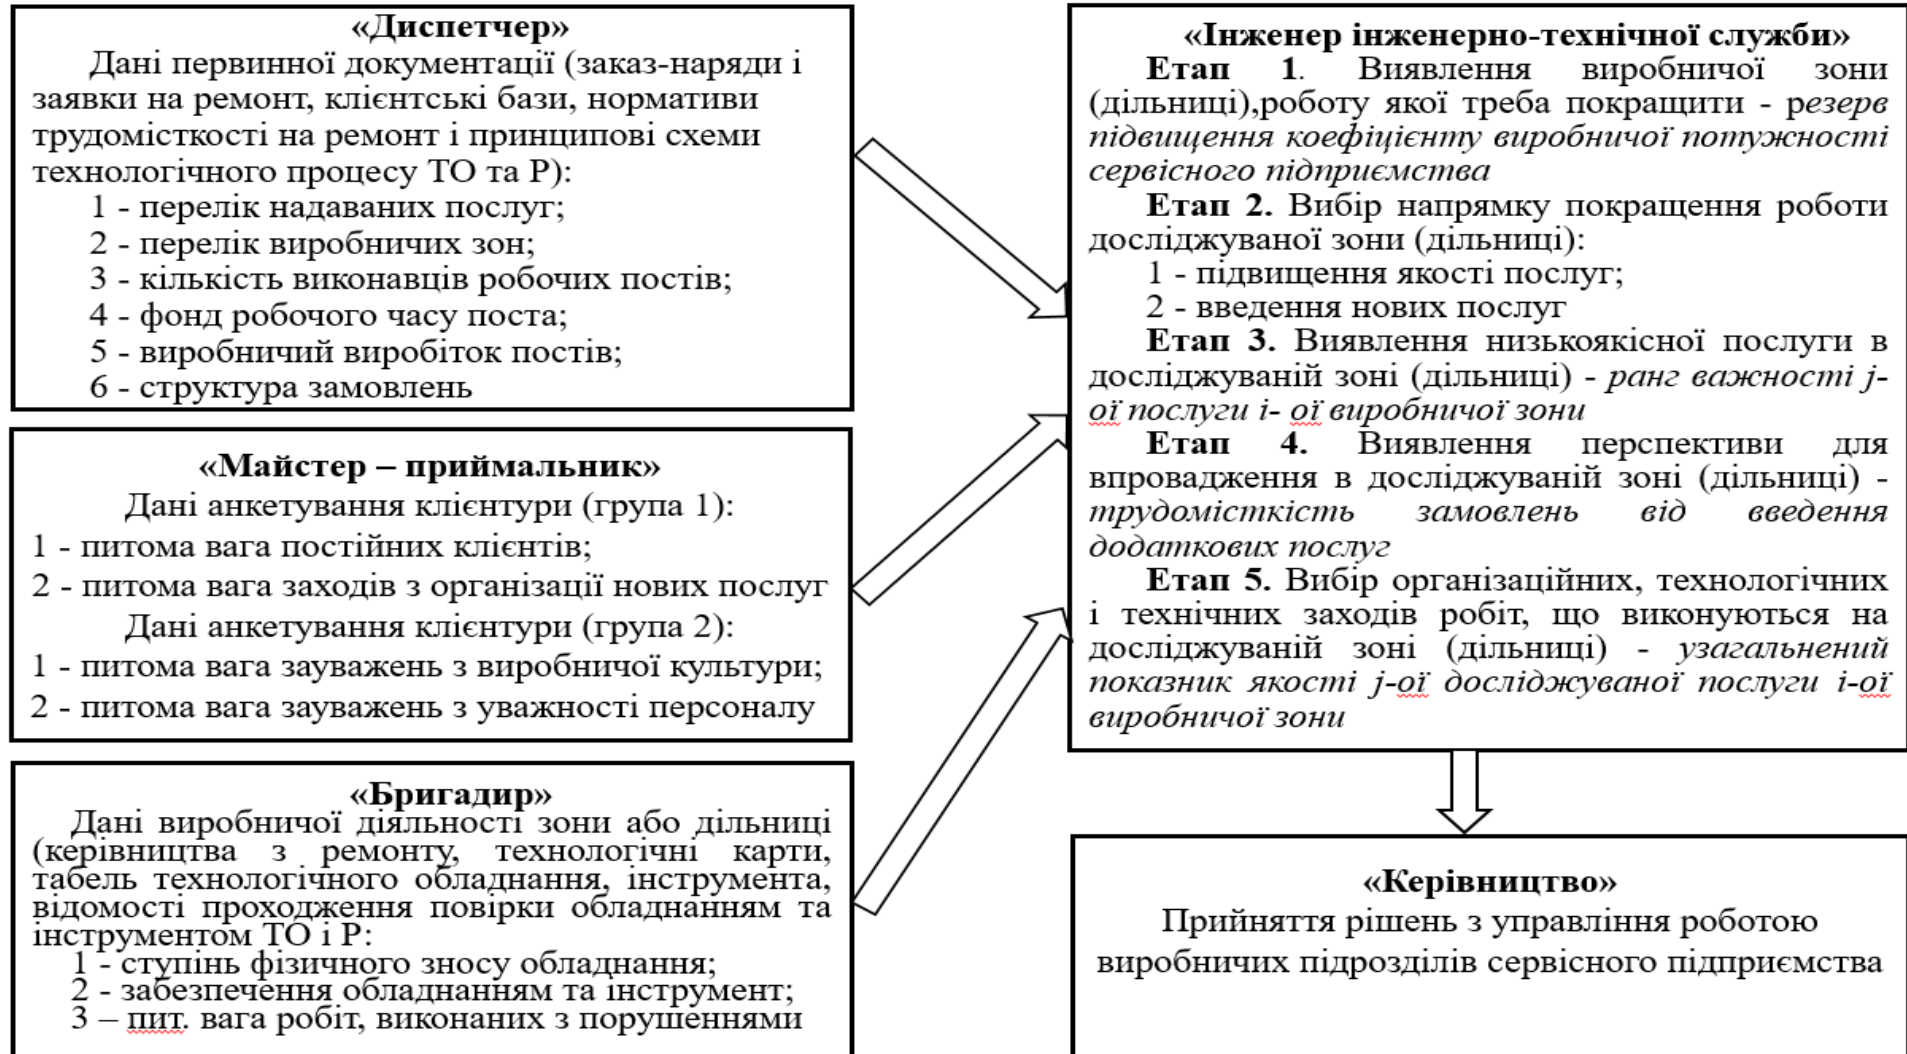 «Диспетчер»
Дані первинної документації (заказ-наряди і
заявки на ремонт, клієнтські бази, нормативи
трудомісткості на ремонт і принципові схеми
технологічного процесу ТО та Р):
1 - перелік надаваних послуг;
2 - перелік виробничих зон;
3 - кількість виконавців робочих постів;
4 - фонд робочого часу поста;
5 - виробничий виробіток постів;
6 - структура замовлень
«Майстер – приймальник»
Дані анкетування клієнтури (група 1):
1 - питома вага постійних клієнтів;
2 - питома вага заходів з організації нових послуг
Дані анкетування клієнтури (група 2):
1 - питома вага зауважень з виробничої культури;
2 - питома вага зауважень з уважності персоналу
«Бригадир»
Дані виробничої діяльності зони або дільниці
(керівництва з ремонту, технологічні карти,
табель технологічного обладнання, інструмента,
відомості проходження повірки обладнанням та
інструментом ТО і Р:
1 - ступінь фізичного зносу обладнання;
2 - забезпечення обладнанням та інструмент;
3 – пит. вага робіт, виконаних з порушеннями
«Інженер інженерно-технічної служби»
Етап 1. Виявлення виробничої зони
(дільниці),роботу якої треба покращити - резерв
підвищення коефіцієнту виробничої потужності
сервісного підприємства
Етап 2. Вибір напрямку покращення роботи
досліджуваної зони (дільниці):
1 - підвищення якості послуг;
2 - введення нових послуг
Етап 3. Виявлення низькоякісної послуги в
досліджуваній зоні (дільниці) - ранг важності j-
ої послуги і- ої виробничої зони
Етап 4. Виявлення перспективи для
впровадження в досліджуваній зоні (дільниці) -
трудомісткість замовлень від введення
додаткових послуг
Етап 5. Вибір організаційних, технологічних
і технічних заходів робіт, що виконуються на
досліджуваній зоні (дільниці) - узагальнений
показник якості j-ої досліджуваної послуги і-ої
виробничої зони
«Керівництво»
Прийняття рішень з управління роботою
виробничих підрозділів сервісного підприємства